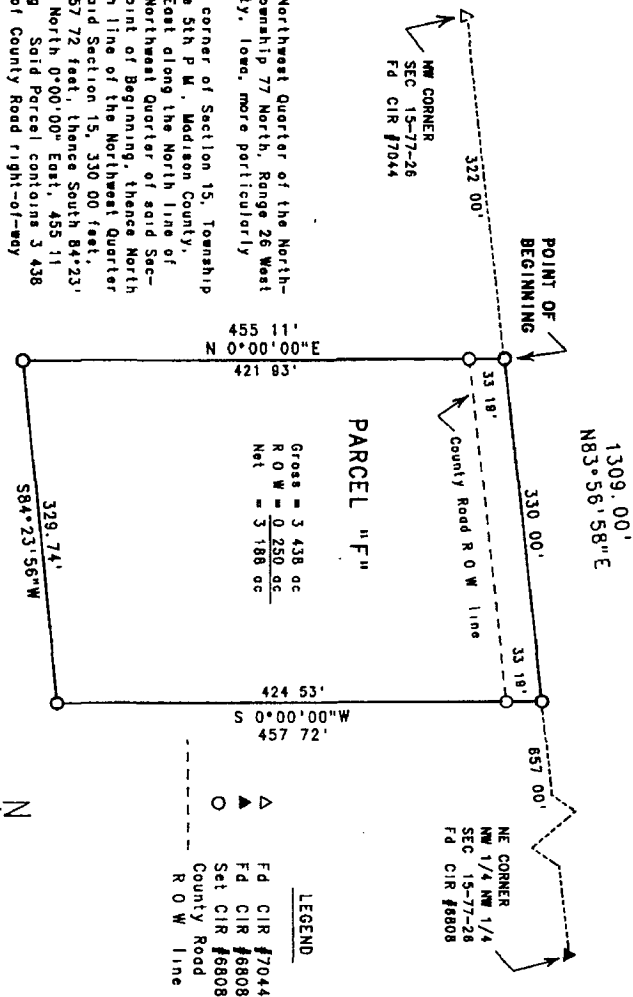 Northwest Quarter of the North-
ownship 77 North, Range 26 West
ty, Iowa, more particularly
corner of Section 15, Township
e 5th P M , Madison County,
East along the North line of
Northwest Quarter of said Sec-
oint of Beginning, thence North
h line of the Northwest Quarter
aid Section 15, 330 00 feet,
57 72 feet, thence South 84°23'
North 0°00'00" East, 455 11
g Said Parcel contains 3 438
of County Road right-of-way
NW CORNER
SEC 15-77-26
Fd CIR #7044
322 00'
POINT OF
BEGINNING
1309.00'
N83°56'58"E
330 00'
33 19'
33 19'
County Road R O W line
657 00'
NE CORNER
NW 1/4 NW 1/4
SEC 15-77-26
Fd CIR #6808
455 11'
N 0°00'00"E
421 93'
PARCEL "F"
Gross = 3 438 ac
R O W = 0 250 ac
Net = 3 188 ac
424 53'
S 0°00'00"W
457 72'
329.74'
S84°23'56"W
LEGEND
△ Fd CIR #7044
▲ Fd CIR #6808
○ Set CIR #6808
----- County Road
R O W line
N